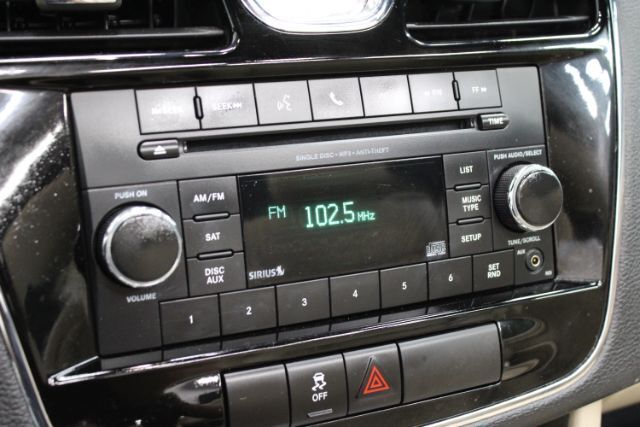 SEEK
FF
TIME
SINGLE DISC • MP3 • ANTI-THEFT
PUSH ON
VOLUME
AM/FM
SAT
DISC
AUX
FM 102.5 MHz
SIRIUS
LIST
MUSIC
TYPE
SETUP
PUSH AUDIO/SELECT
TUNE/SCROLL
AUX
1 2 3 4 5 6
SET
RND
OFF